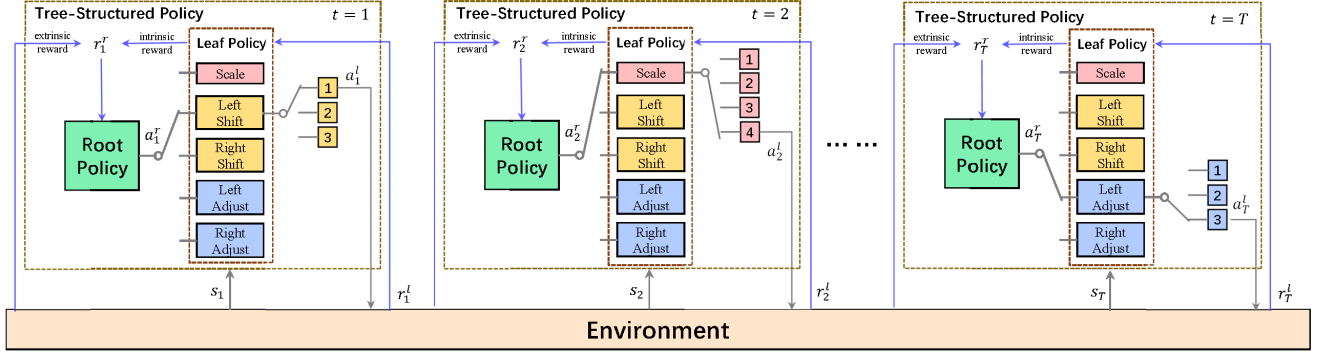 Tree-Structured Policy
t = 1
extrinsic
reward
r_1^r
intrinsic
reward
Leaf Policy
Scale
Left
Shift
Right
Shift
Left
Adjust
Right
Adjust
Root
Policy
a_1^r
1
2
3
a_1^l
s_1
r_1^l
Tree-Structured Policy
t = 2
extrinsic
reward
r_2^r
intrinsic
reward
Leaf Policy
Scale
Left
Shift
Right
Shift
Left
Adjust
Right
Adjust
Root
Policy
a_2^r
1
2
3
4
a_2^l
s_2
r_2^l
... ...
Tree-Structured Policy
t = T
extrinsic
reward
r_T^r
intrinsic
reward
Leaf Policy
Scale
Left
Shift
Right
Shift
Left
Adjust
Right
Adjust
Root
Policy
a_T^r
1
2
3
a_T^l
s_T
r_T^l
Environment